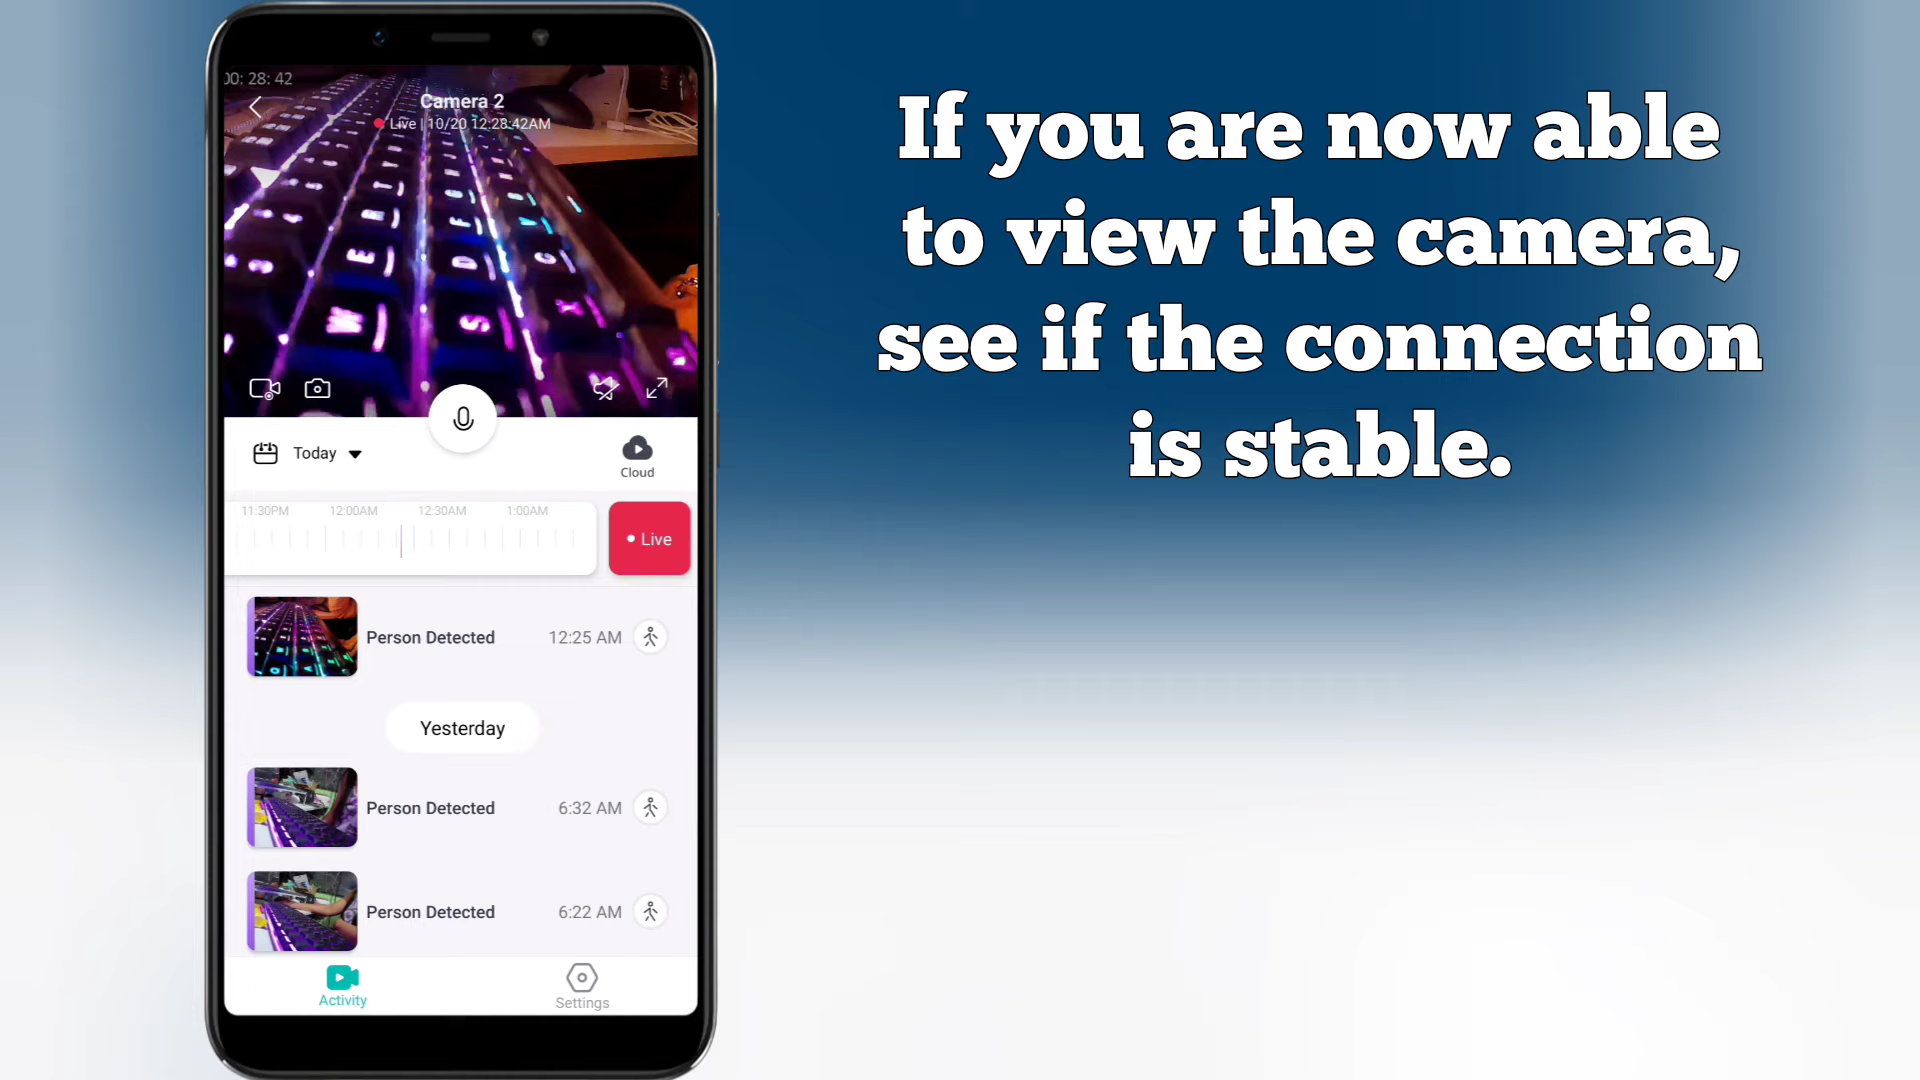 00: 28: 42
Camera 2
Live | 10/20 12:28:42AM
If you are now able
to view the camera,
see if the connection
is stable.
Today
Cloud
11:30PM 12:00AM 12:30AM 1:00AM
Live
Person Detected 12:25 AM
Yesterday
Person Detected 6:32 AM
Person Detected 6:22 AM
Activity
Settings